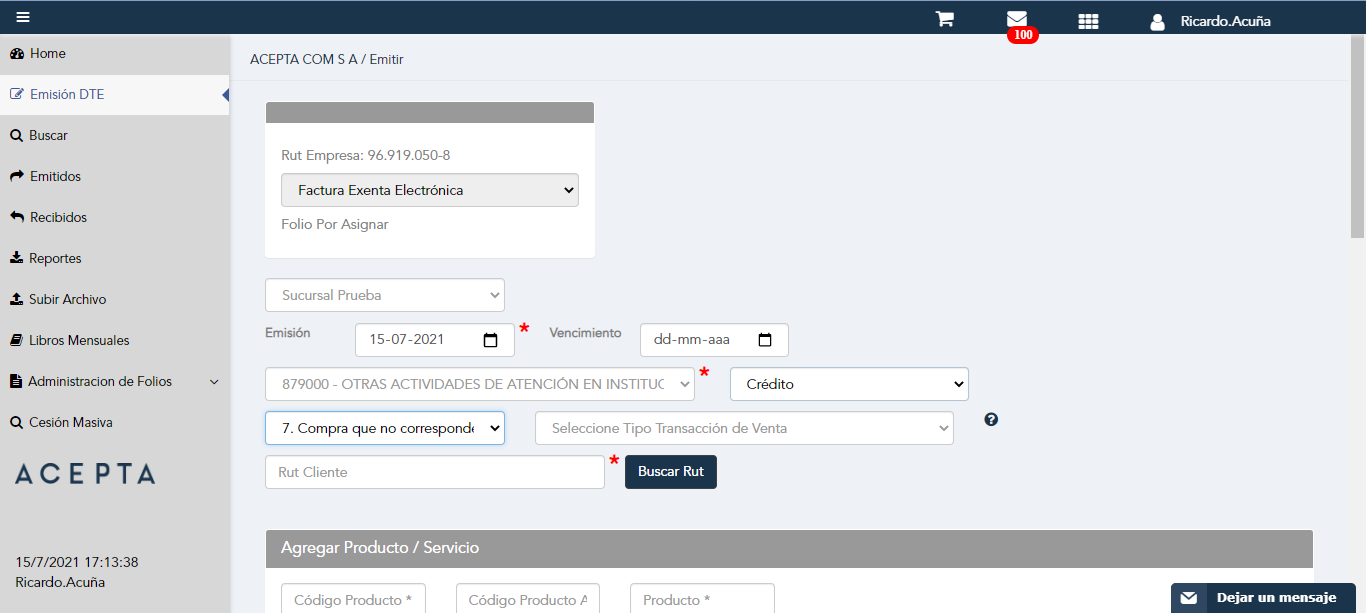 100
Ricardo.Acuña
Home
Emisión DTE
Buscar
Emitidos
Recibidos
Reportes
Subir Archivo
Libros Mensuales
Administracion de Folios
Cesión Masiva
ACEPTA
15/7/2021 17:13:38
Ricardo.Acuña
ACEPTA COM S A / Emitir
Rut Empresa: 96.919.050-8
Factura Exenta Electrónica
Folio Por Asignar
Sucursal Prueba
Emisión 15-07-2021 * Vencimiento dd-mm-aaa
879000 - OTRAS ACTIVIDADES DE ATENCIÓN EN INSTITUC * Crédito
7. Compra que no corresponde Seleccione Tipo Transacción de Venta ?
Rut Cliente * Buscar Rut
Agregar Producto / Servicio
Código Producto * Código Producto A Producto *
Dejar un mensaje